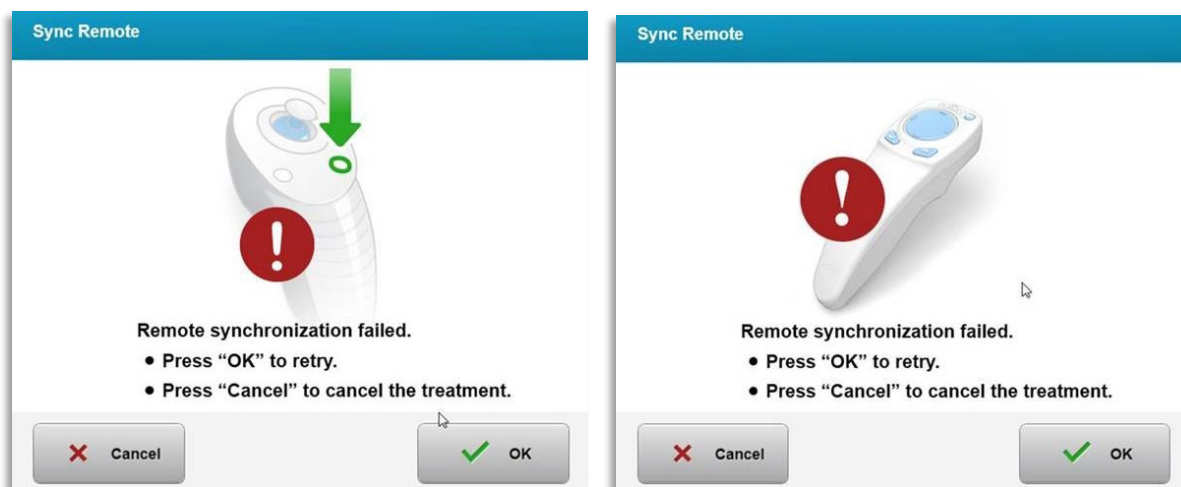 Sync Remote
Remote synchronization failed.
• Press “OK” to retry.
• Press “Cancel” to cancel the treatment.
Cancel
OK
Sync Remote
Remote synchronization failed.
• Press “OK” to retry.
• Press “Cancel” to cancel the treatment.
Cancel
OK